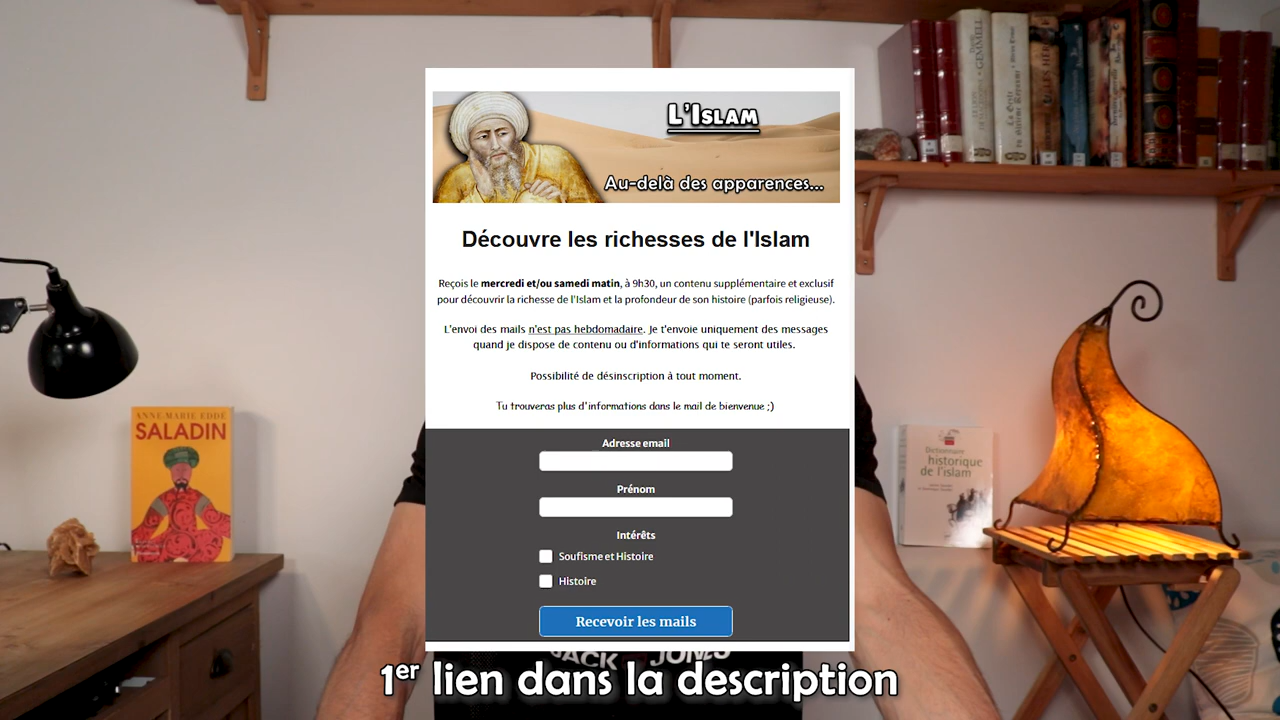 L'Islam
Au-delà des apparences...
Découvre les richesses de l'Islam
Reçois le mercredi et/ou samedi matin, à 9h30, un contenu supplémentaire et exclusif
pour découvrir la richesse de l'Islam et la profondeur de son histoire (parfois religieuse).
L'envoi des mails n'est pas hebdomadaire. Je t'envoie uniquement des messages
quand je dispose de contenu ou d'informations qui te seront utiles.
Possibilité de désinscription à tout moment.
Tu trouveras plus d'informations dans le mail de bienvenue ;)
Adresse email
Prénom
Intérêts
Soufisme et Histoire
Histoire
Recevoir les mails
JACK JONES
1er lien dans la description
ANNE-MARIE EDDÉ
SALADIN
Dictionnaire
historique
de l'islam
GEMMELL